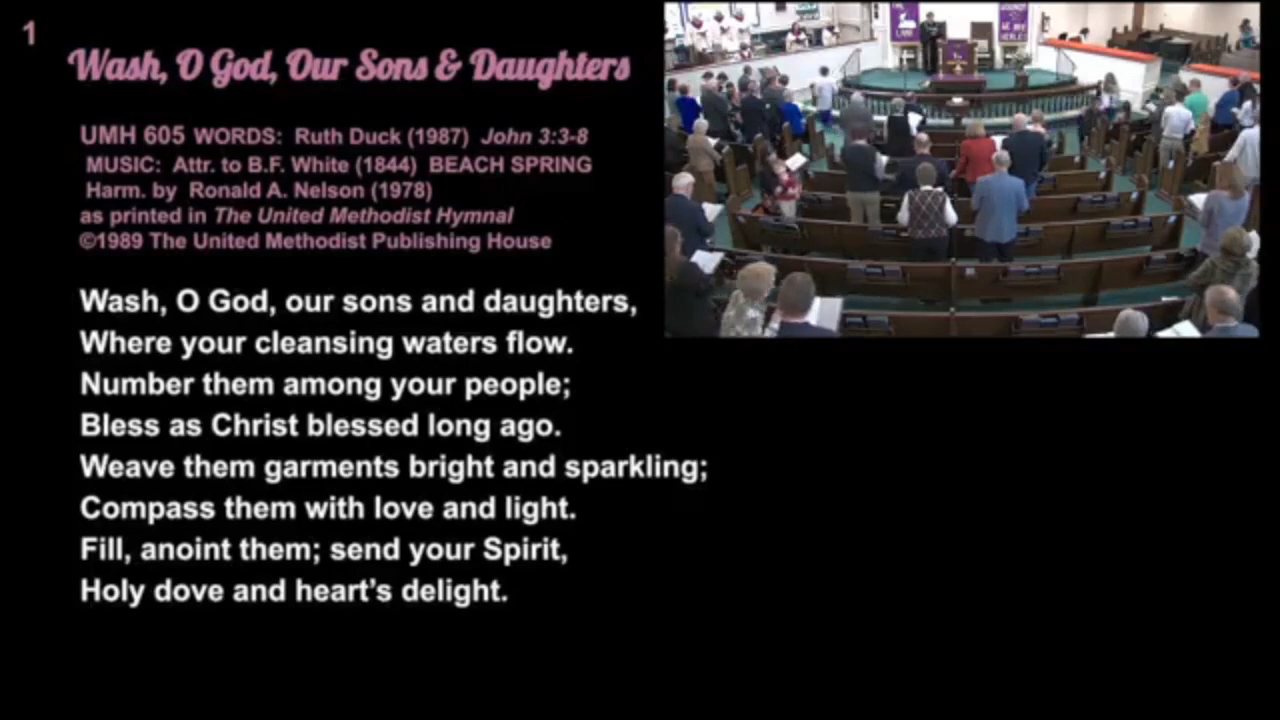 1
Wash, O God, Our Sons & Daughters
UMH 605 WORDS: Ruth Duck (1987) John 3:3-8
MUSIC: Attr. to B.F. White (1844) BEACH SPRING
Harm. by Ronald A. Nelson (1978)
as printed in The United Methodist Hymnal
©1989 The United Methodist Publishing House
Wash, O God, our sons and daughters,
Where your cleansing waters flow.
Number them among your people;
Bless as Christ blessed long ago.
Weave them garments bright and sparkling;
Compass them with love and light.
Fill, anoint them; send your Spirit,
Holy dove and heart’s delight.